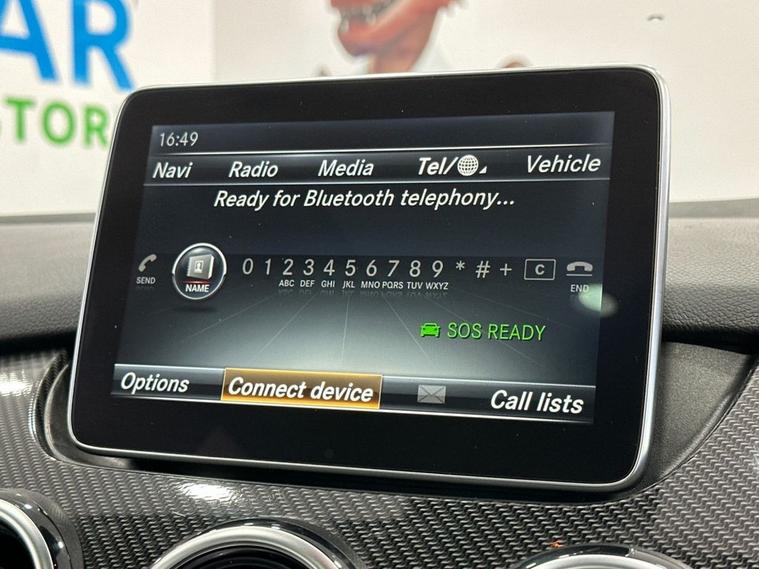 AR
STOR
16:49
Navi Radio Media Tel/ Vehicle
Ready for Bluetooth telephony...
SEND NAME 0 1 2 3 4 5 6 7 8 9 * # + C END
ABC DEF GHI JKL MNO PQRS TUV WXYZ
SOS READY
Options Connect device Call lists